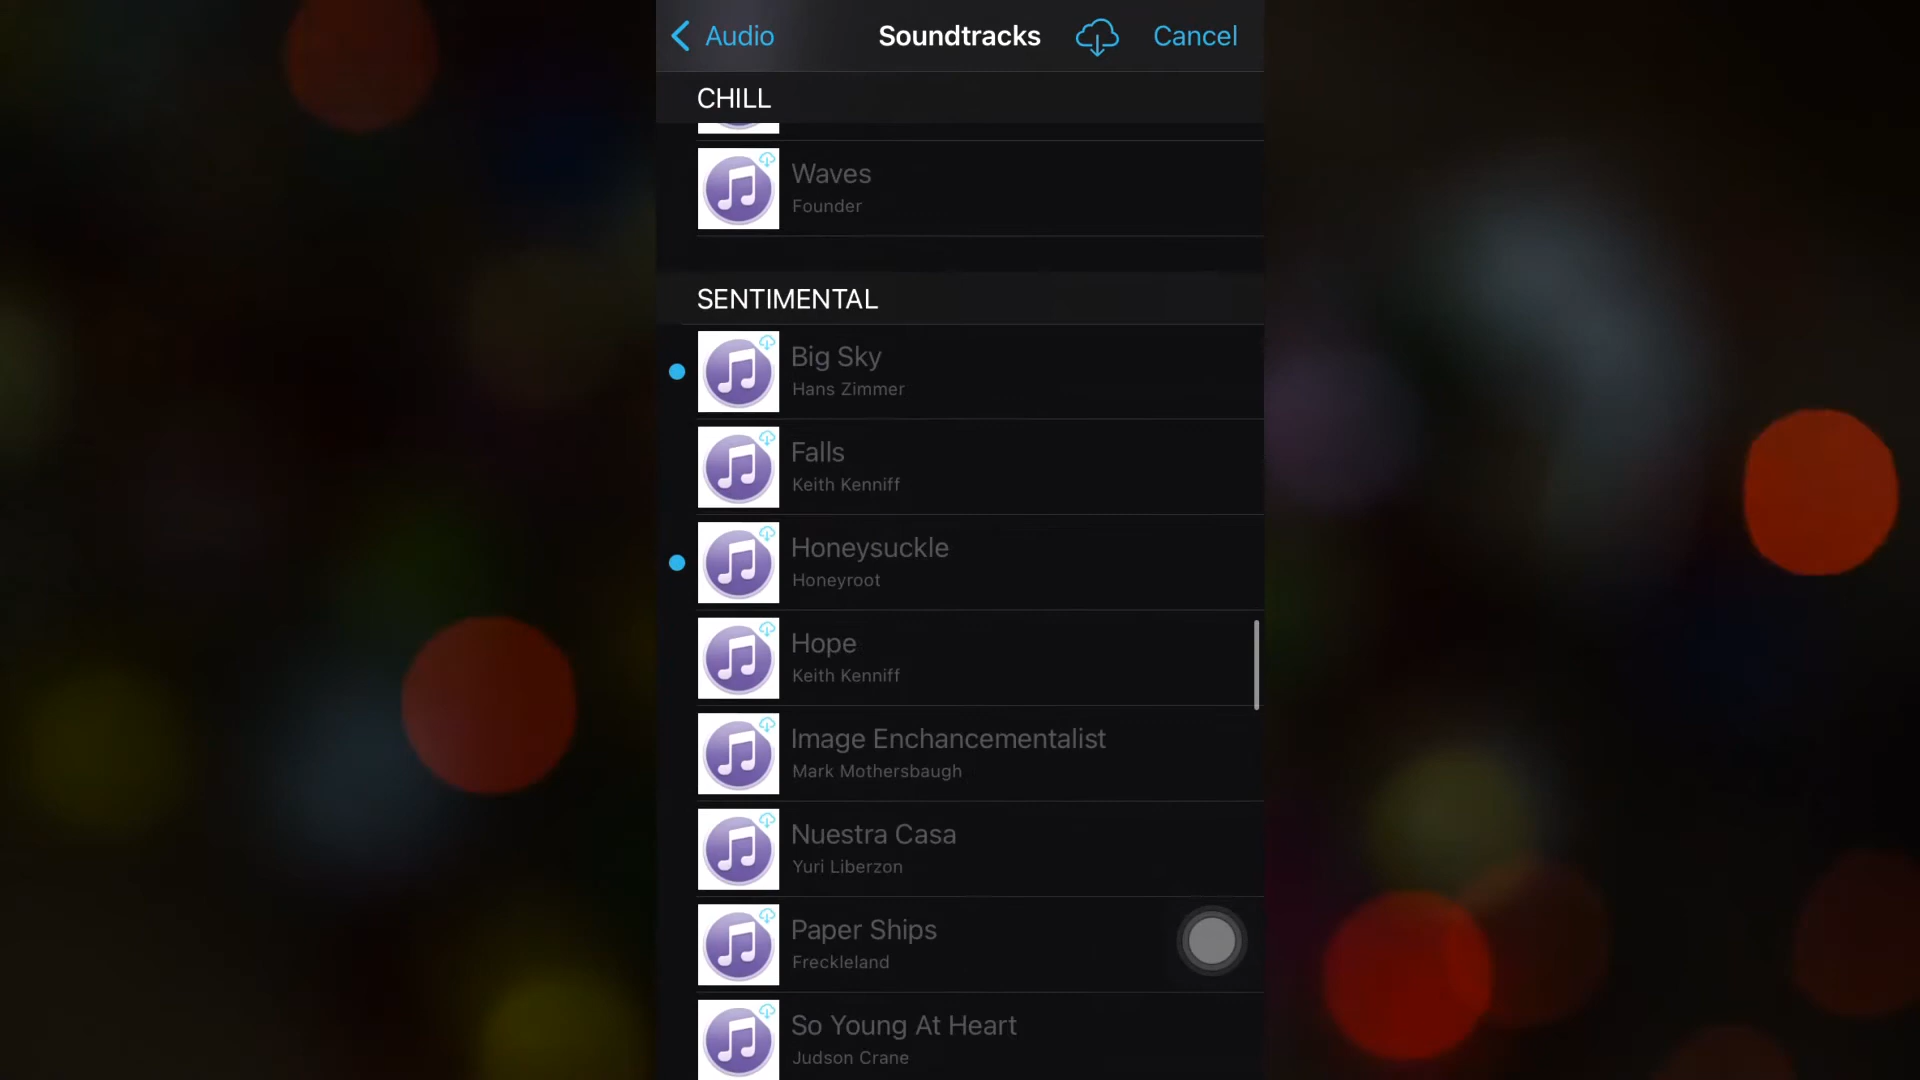 Audio
Soundtracks
Cancel
CHILL
Waves
Founder
SENTIMENTAL
Big Sky
Hans Zimmer
Falls
Keith Kenniff
Honeysuckle
Honeyroot
Hope
Keith Kenniff
Image Enchancementalist
Mark Mothersbaugh
Nuestra Casa
Yuri Liberzon
Paper Ships
Freckleland
So Young At Heart
Judson Crane